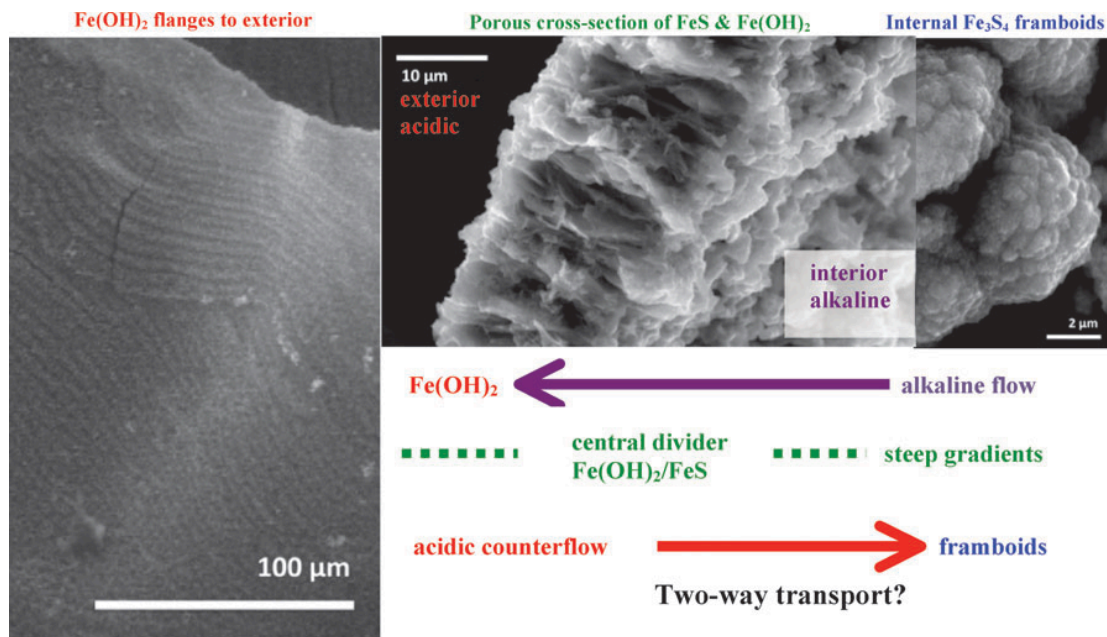 Fe(OH)₂ flanges to exterior
Porous cross-section of FeS & Fe(OH)₂
Internal Fe₃S₄ framboids
10 μm
exterior
acidic
interior
alkaline
2 μm
100 μm
Fe(OH)₂
alkaline flow
central divider
Fe(OH)₂/FeS
steep gradients
acidic counterflow
framboids
Two-way transport?